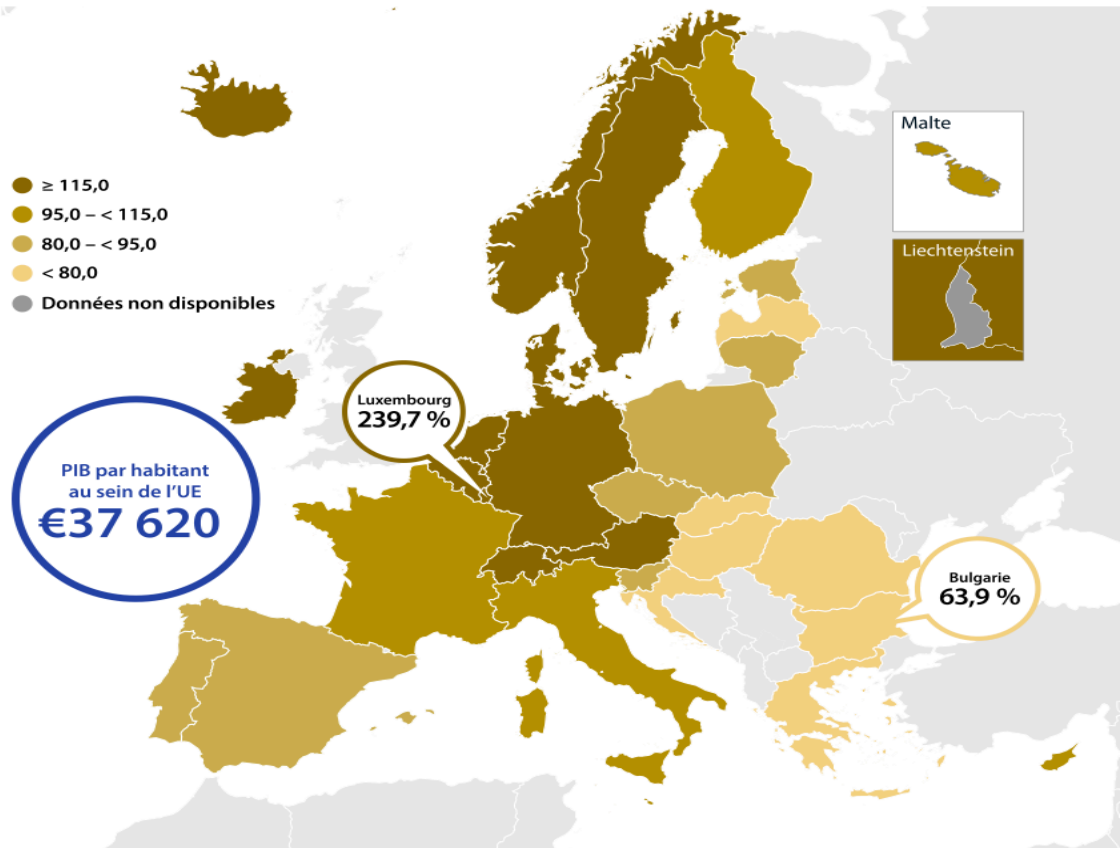 Malte
≥ 115,0
95,0 – < 115,0
80,0 – < 95,0
< 80,0
Données non disponibles
Liechtenstein
Luxembourg
239,7 %
PIB par habitant
au sein de l’UE
€37 620
Bulgarie
63,9 %